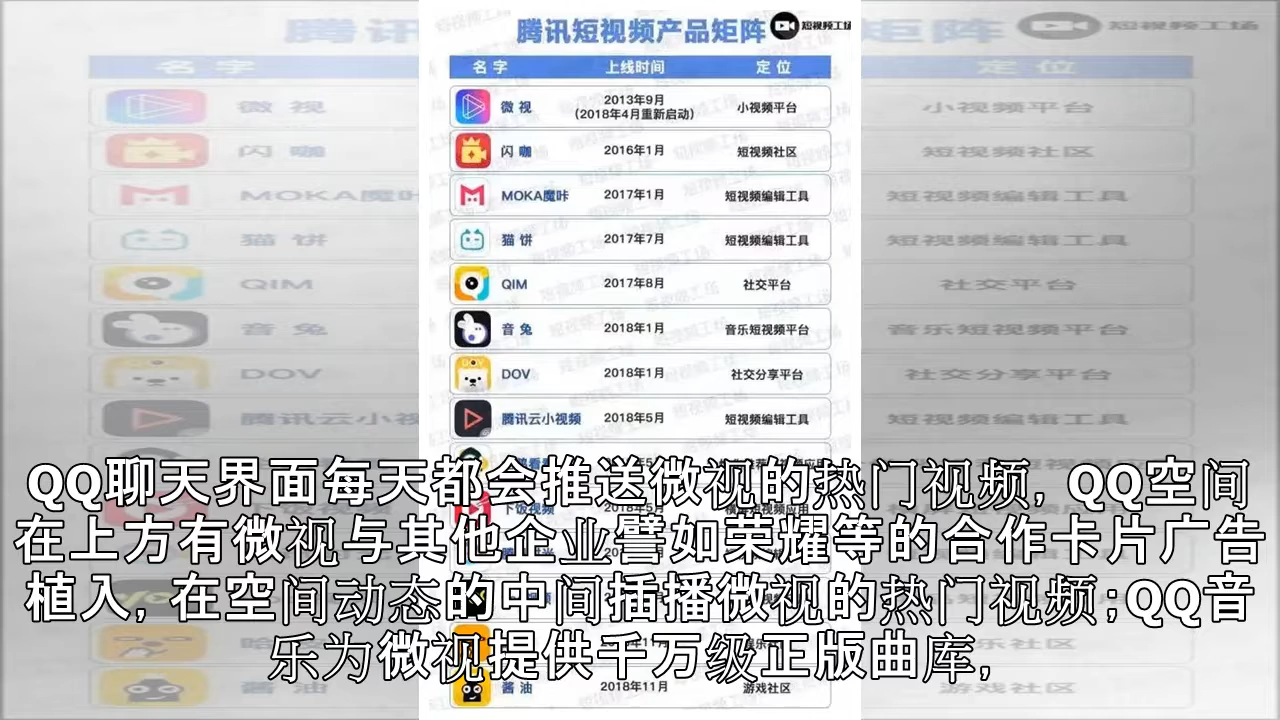 腾讯短视频产品矩阵 短视频工场
名字 上线时间 定位
微视 2013年9月 小视频平台
(2018年4月重新启动)
闪咖 2016年1月 短视频社区
MOKA魔咔 2017年1月 短视频编辑工具
猫饼 2017年7月 短视频编辑工具
QIM 2017年8月 社交平台
音兔 2018年1月 音乐短视频平台
DOV 2018年1月 社交分享平台
腾讯云小视频 2018年5月 短视频编辑工具
下饭视频
酱油 2018年11月 游戏社区
QQ聊天界面每天都会推送微视的热门视频, QQ空间
在上方有微视与其他企业譬如荣耀等的合作卡片广告
植入, 在空间动态的中间插播微视的热门视频;QQ音
乐为微视提供千万级正版曲库,